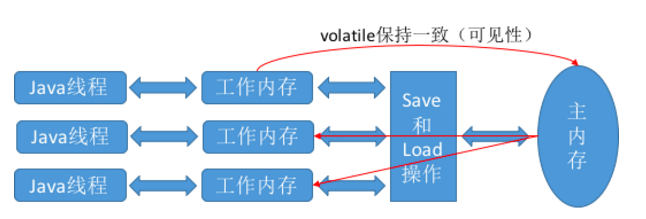 volatile保持一致（可见性）
Java线程
工作内存
Java线程
工作内存
Java线程
工作内存
Save
和
Load
操作
主
内
存